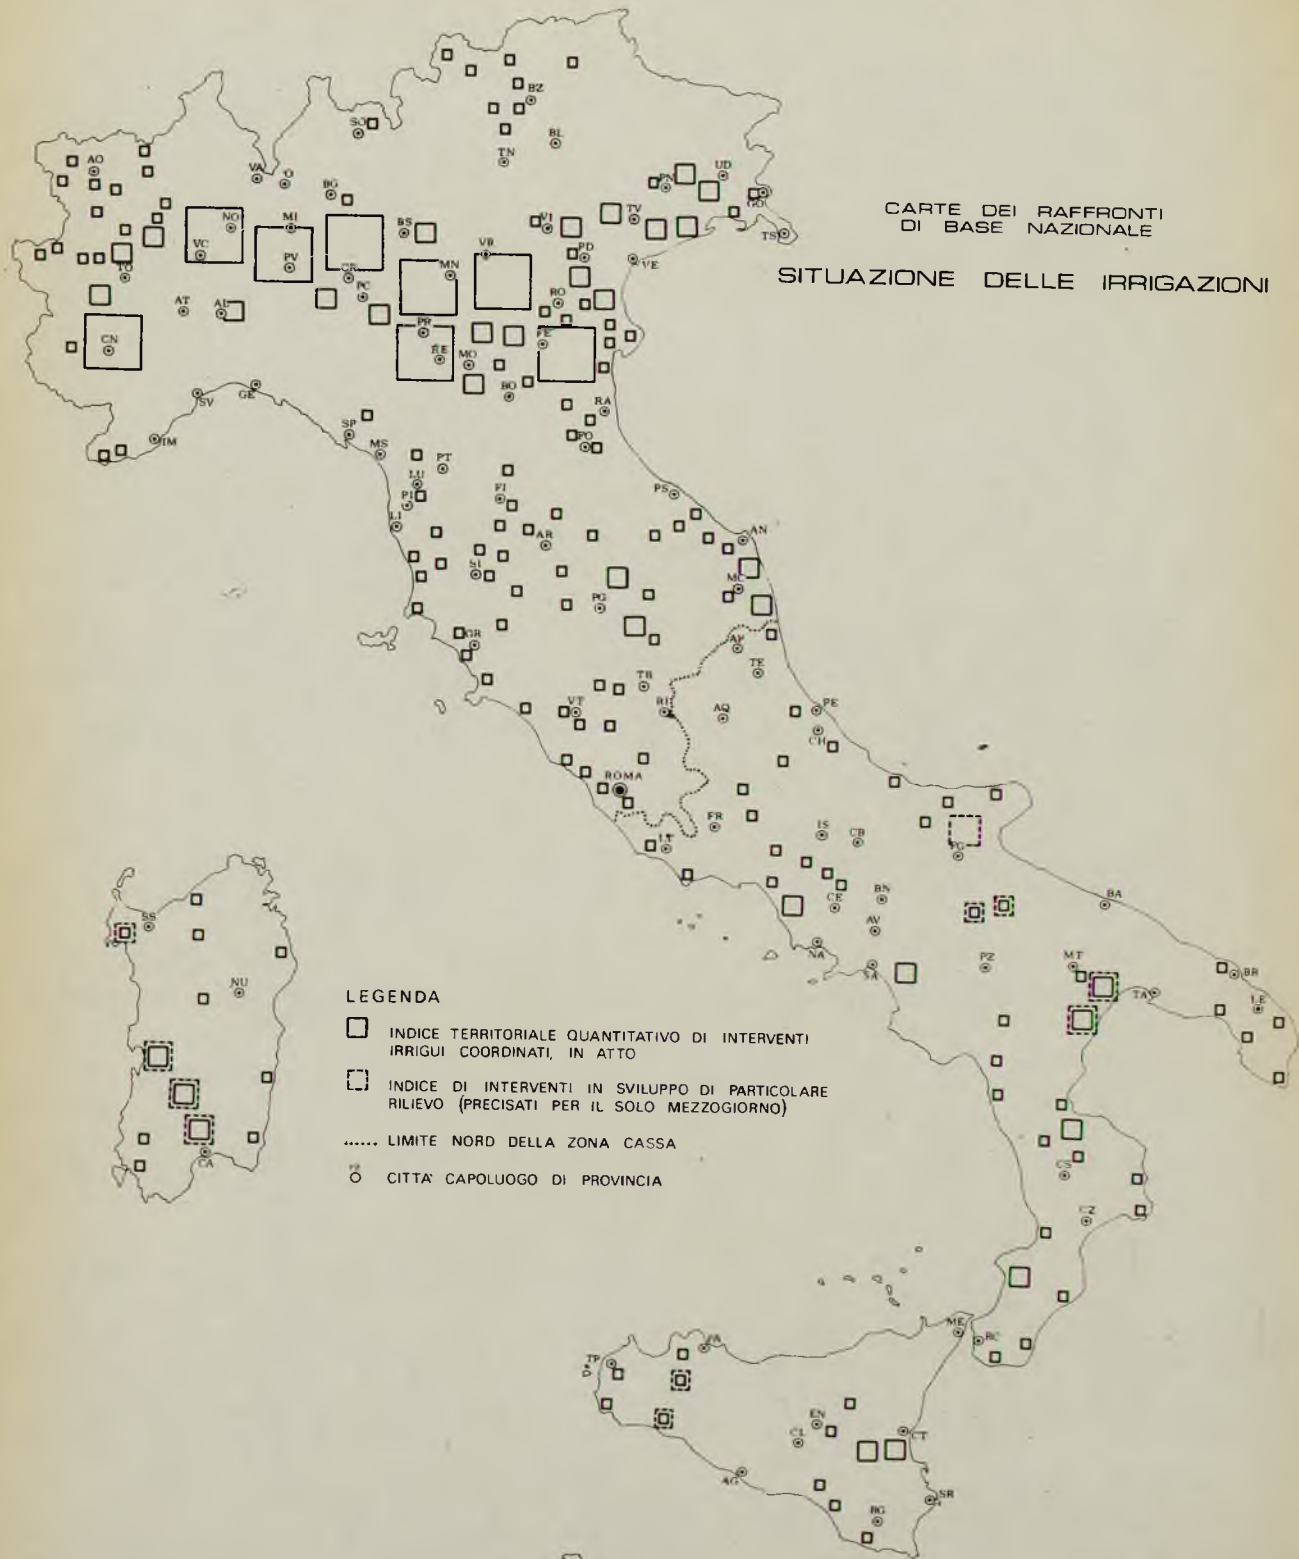 CARTE DEI RAFFRONTI
DI BASE NAZIONALE
SITUAZIONE DELLE IRRIGAZIONI
BZ
SO
BL
TN
AO
VA
BG
UD
PN
GO
TS
NO
MI
BS
VI
TV
VC
PV
CR
MN
VR
PD
VE
TO
PC
RO
AT
AL
CN
PR
RE
MO
FE
BO
RA
FO
SV
GE
IM
SP
MS
PT
LU
PI
FI
LI
PS
AN
AR
SI
MC
PG
GR
AP
TE
TR
VT
RI
AQ
PE
CH
ROMA
FR
LT
IS
CB
FG
BA
CE
BN
AV
NA
SA
PZ
MT
TA
BR
LE
SS
NU
CA
LEGENDA
INDICE TERRITORIALE QUANTITATIVO DI INTERVENTI
IRRIGUI COORDINATI, IN ATTO
INDICE DI INTERVENTI IN SVILUPPO DI PARTICOLARE
RILIEVO (PRECISATI PER IL SOLO MEZZOGIORNO)
...... LIMITE NORD DELLA ZONA CASSA
CITTA' CAPOLUOGO DI PROVINCIA
CS
CZ
ME
RC
PA
TP
EN
CL
CT
AG
SR
RG